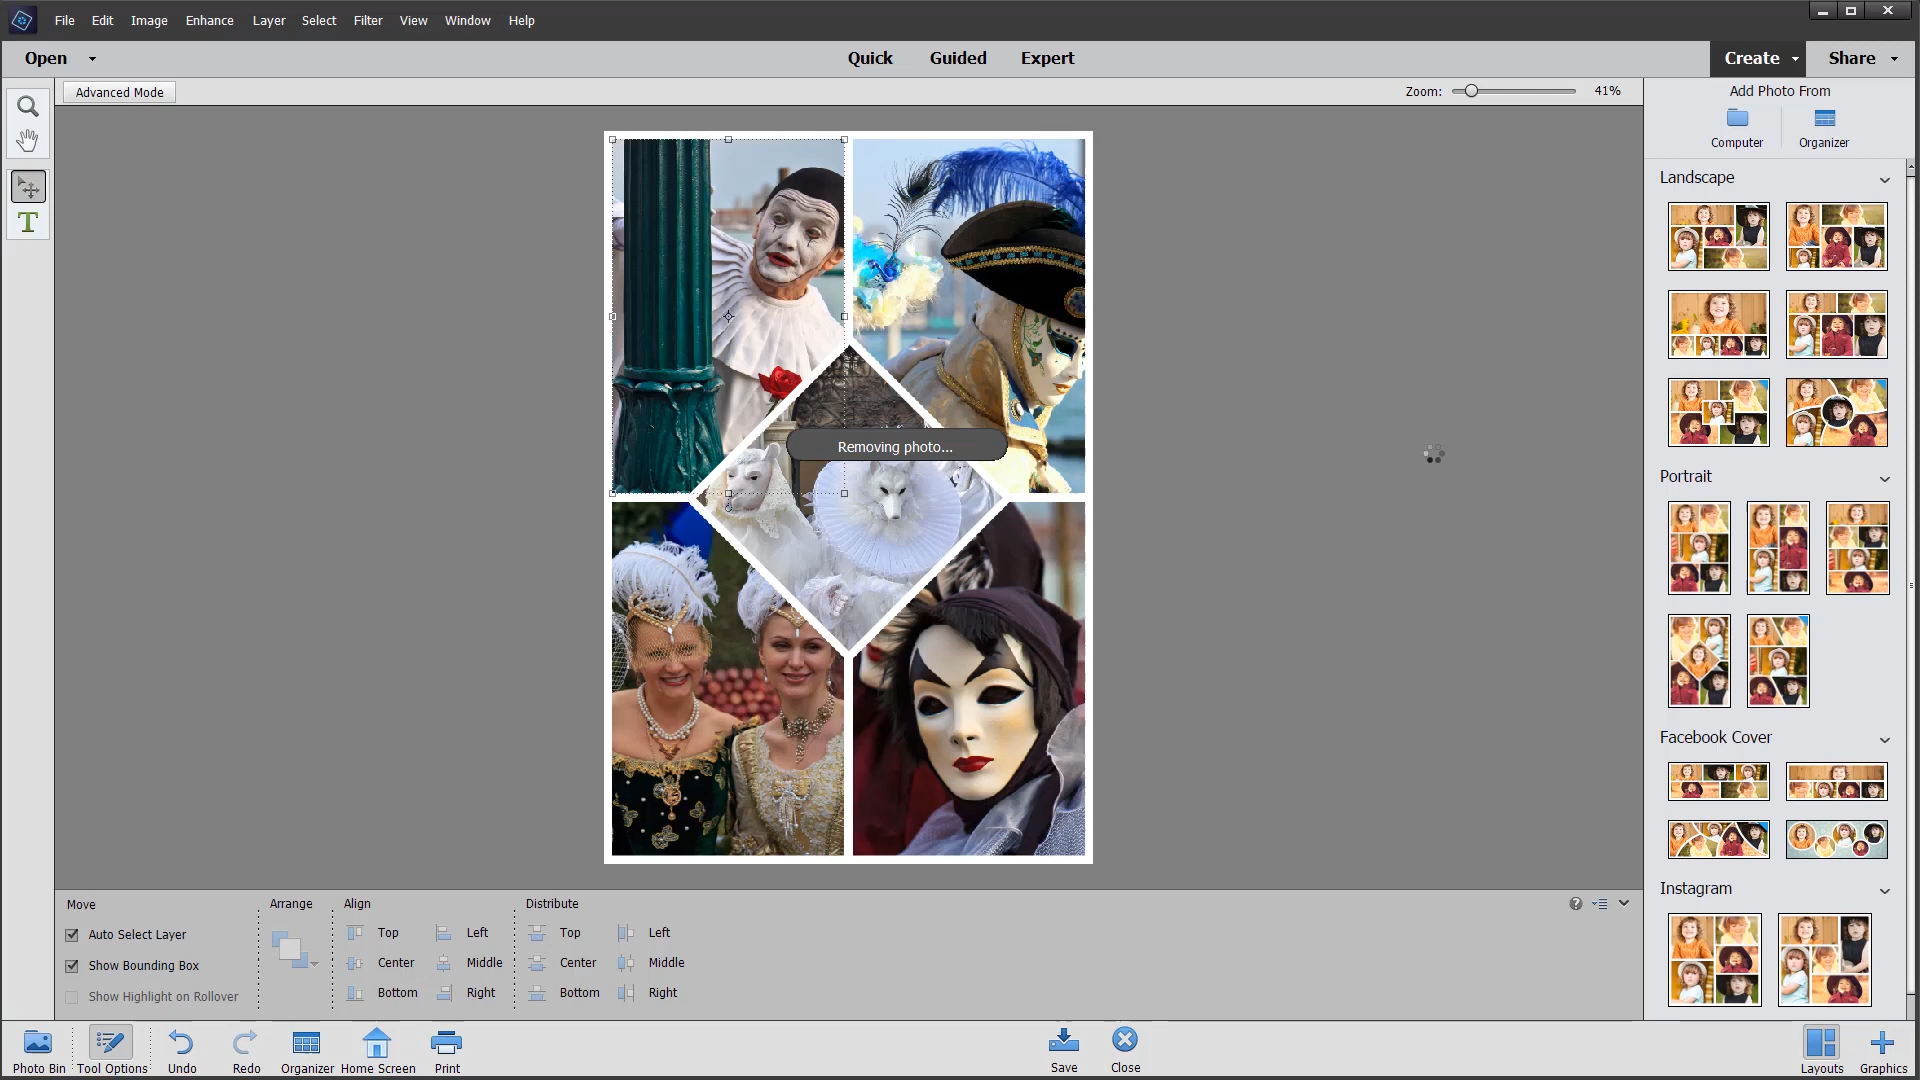 File Edit Image Enhance Layer Select Filter View Window Help
Open Quick Guided Expert Create Share
Advanced Mode Zoom: 41%
Add Photo From
Computer Organizer
Landscape
T
Removing photo...
Portrait
Facebook Cover
Instagram
Move Arrange Align Distribute
Auto Select Layer Top Left Top Left
Show Bounding Box Center Middle Center Middle
Show Highlight on Rollover Bottom Right Bottom Right
Photo Bin Tool Options Undo Redo Organizer Home Screen Print Save Close Layouts Graphics